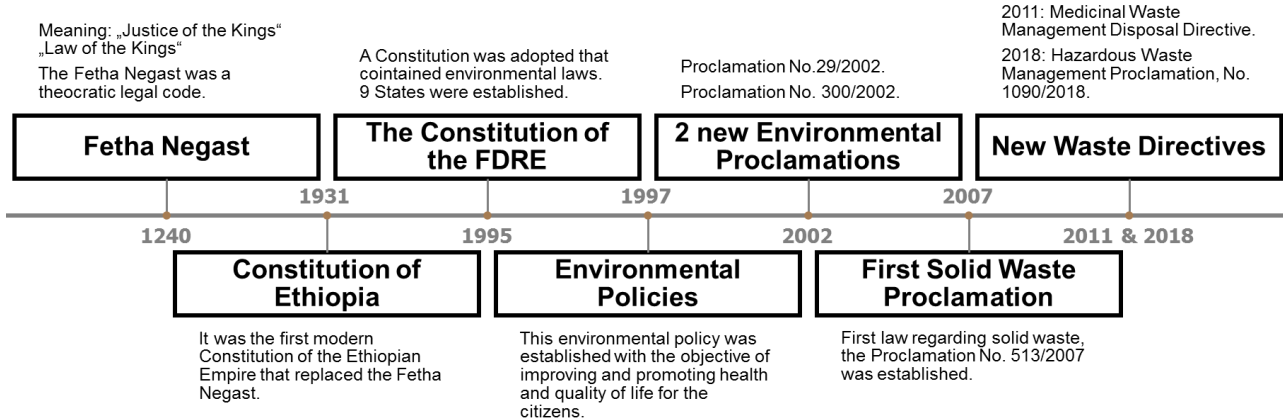 Meaning: „Justice of the Kings“
„Law of the Kings“
The Fetha Negast was a
theocratic legal code.
A Constitution was adopted that
cointained environmental laws.
9 States were established.
Proclamation No.29/2002.
Proclamation No. 300/2002.
2011: Medicinal Waste
Management Disposal Directive.
2018: Hazardous Waste
Management Proclamation, No.
1090/2018.
Fetha Negast
The Constitution of
the FDRE
2 new Environmental
Proclamations
New Waste Directives
1931
1997
2007
1240
1995
2002
2011 & 2018
Constitution of
Ethiopia
Environmental
Policies
First Solid Waste
Proclamation
It was the first modern
Constitution of the Ethiopian
Empire that replaced the Fetha
Negast.
This environmental policy was
established with the objective of
improving and promoting health
and quality of life for the
citizens.
First law regarding solid waste,
the Proclamation No. 513/2007
was established.